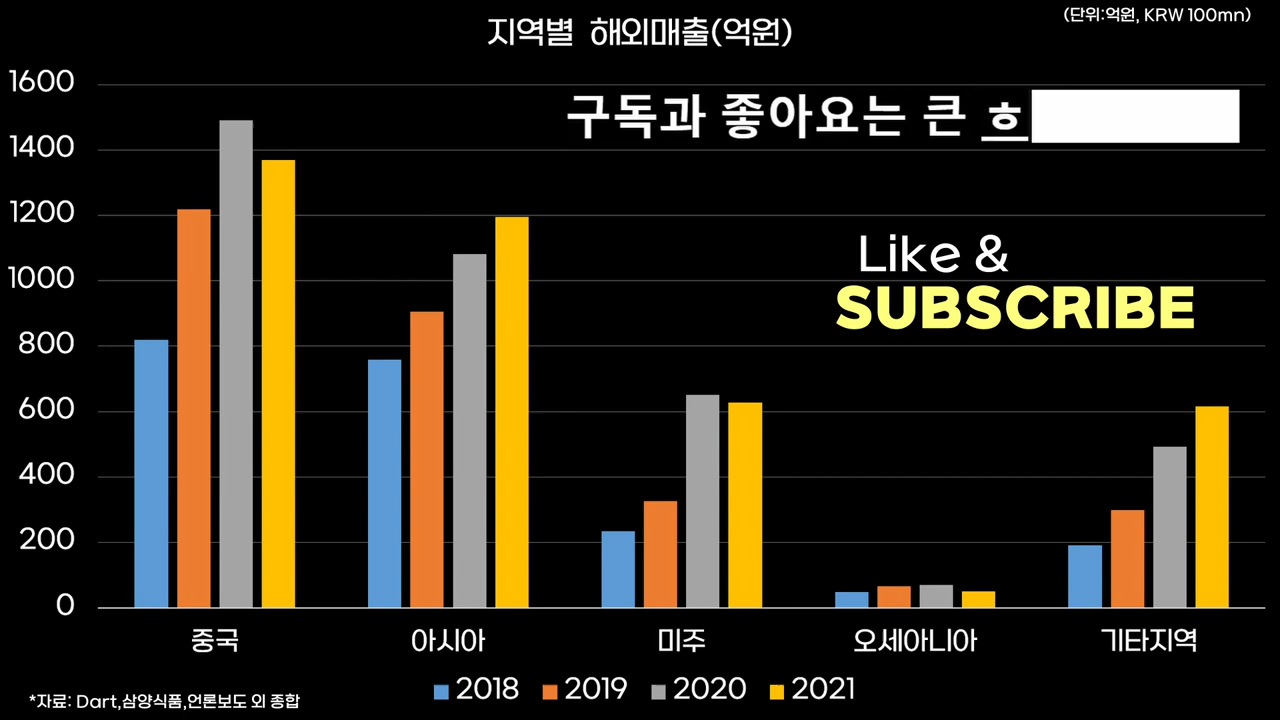 (단위:억원, KRW 100mn)
지역별 해외매출(억원)
구독과 좋아요는 큰 ㅎ
Like &
SUBSCRIBE
1600
1400
1200
1000
800
600
400
200
0
중국 아시아 미주 오세아니아 기타지역
2018 2019 2020 2021
*자료: Dart,삼양식품,언론보도 외 종합